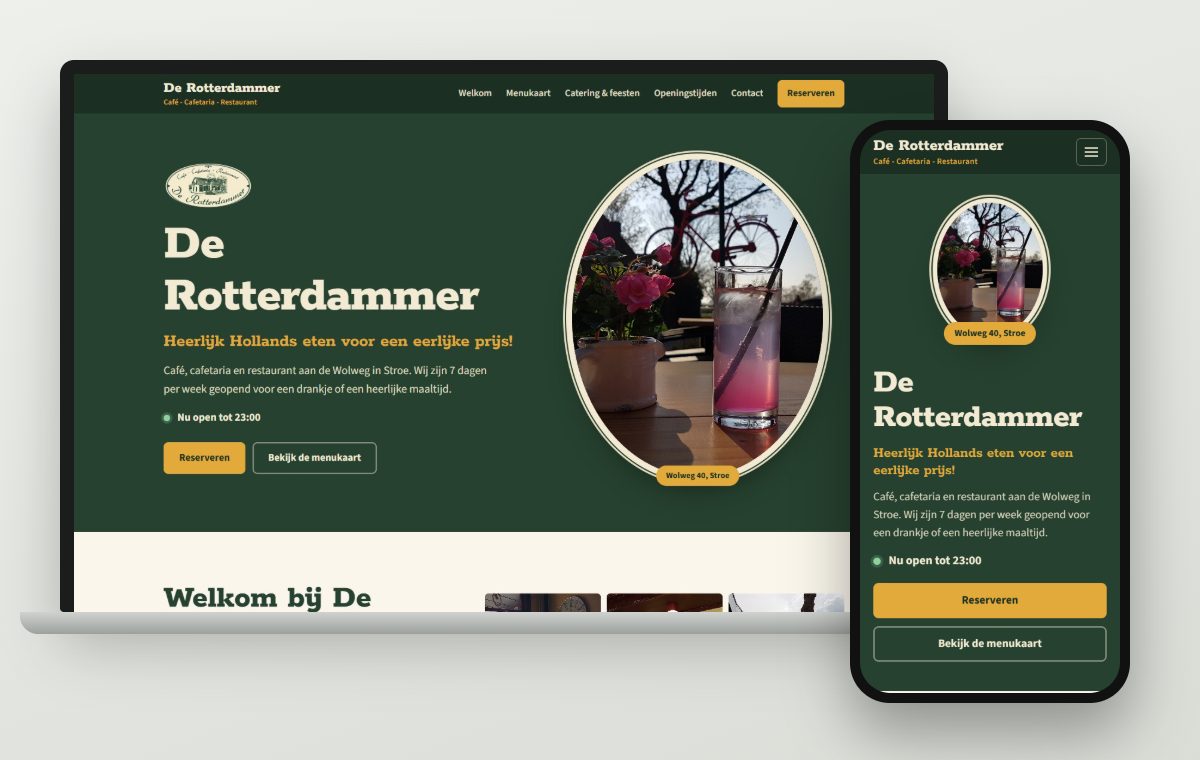 De Rotterdammer
Café - Cafetaria - Restaurant
Welkom
Menukaart
Catering & feesten
Openingstijden
Contact
Reserveren
Café - Cafetaria - Restaurant
De Rotterdammer
De
Rotterdammer
Heerlijk Hollands eten voor een eerlijke prijs!
Café, cafetaria en restaurant aan de Wolweg in Stroe. Wij zijn 7 dagen
per week geopend voor een drankje of een heerlijke maaltijd.
Nu open tot 23:00
Reserveren
Bekijk de menukaart
Wolweg 40, Stroe
Welkom bij De
De Rotterdammer
Café - Cafetaria - Restaurant
Wolweg 40, Stroe
De
Rotterdammer
Heerlijk Hollands eten voor een
eerlijke prijs!
Café, cafetaria en restaurant aan de Wolweg in
Stroe. Wij zijn 7 dagen per week geopend voor
een drankje of een heerlijke maaltijd.
Nu open tot 23:00
Reserveren
Bekijk de menukaart